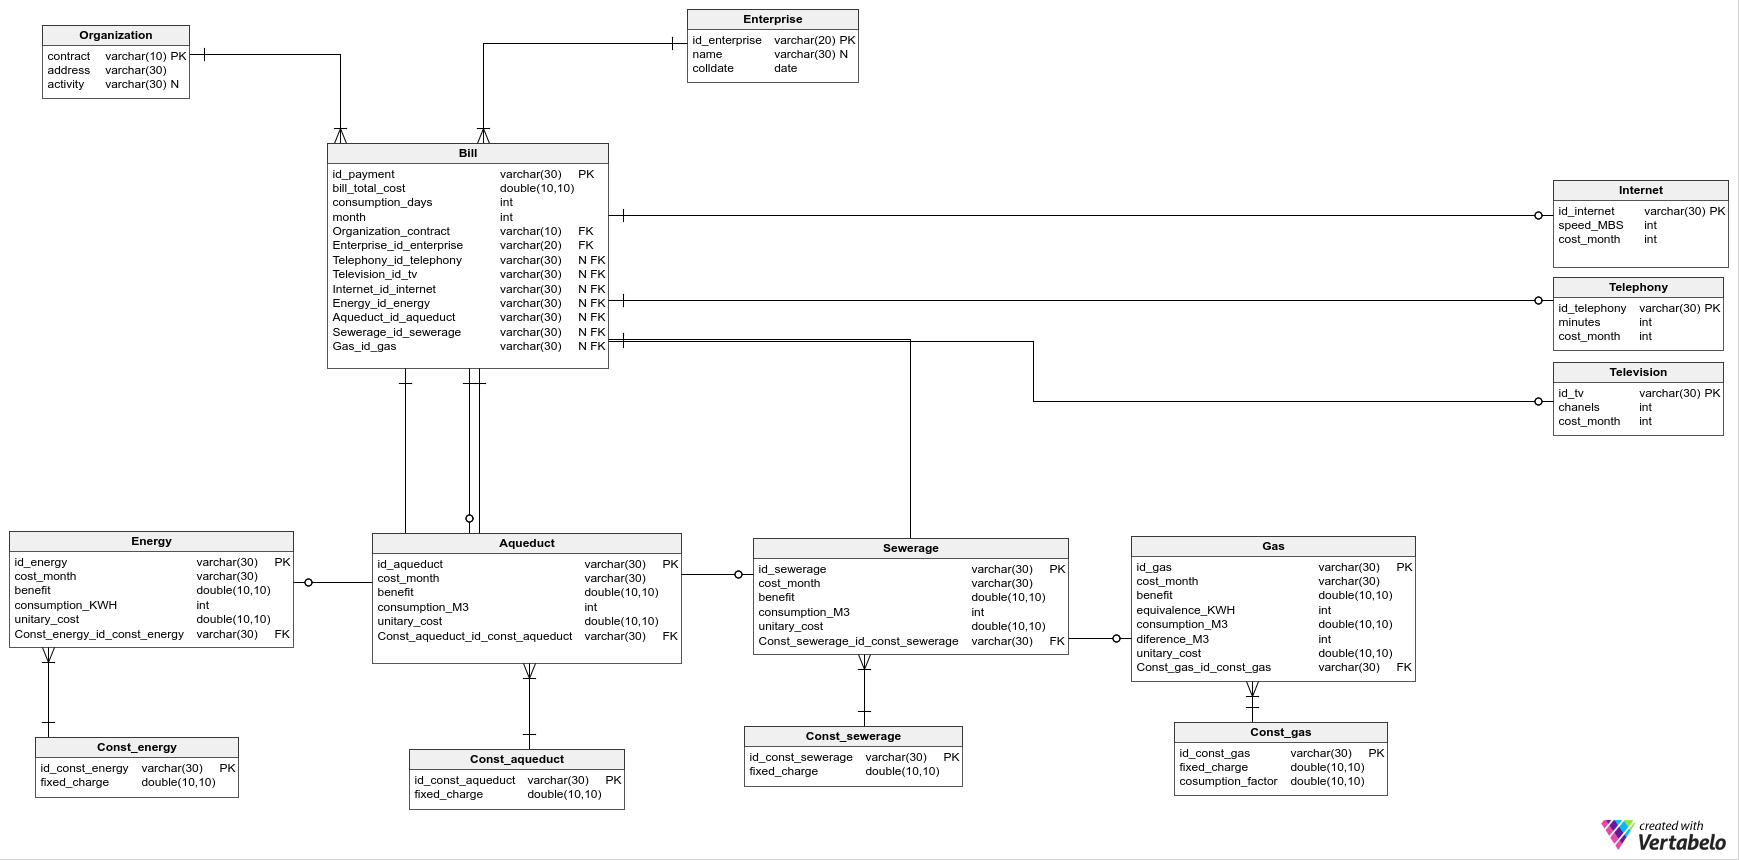 Organization
contract varchar(10) PK
address varchar(30)
activity varchar(30) N
Enterprise
id_enterprise varchar(20) PK
name varchar(30) N
colldate date
Bill
id_payment varchar(30) PK
bill_total_cost double(10,10)
consumption_days int
month int
Organization_contract varchar(10) FK
Enterprise_id_enterprise varchar(20) FK
Telephony_id_telephony varchar(30) N FK
Television_id_tv varchar(30) N FK
Internet_id_internet varchar(30) N FK
Energy_id_energy varchar(30) N FK
Aqueduct_id_aqueduct varchar(30) N FK
Sewerage_id_sewerage varchar(30) N FK
Gas_id_gas varchar(30) N FK
Internet
id_internet varchar(30) PK
speed_MBS int
cost_month int
Telephony
id_telephony varchar(30) PK
minutes int
cost_month int
Television
id_tv varchar(30) PK
chanels int
cost_month int
Energy
id_energy varchar(30) PK
cost_month varchar(30)
benefit double(10,10)
consumption_KWH int
unitary_cost double(10,10)
Const_energy_id_const_energy varchar(30) FK
Aqueduct
id_aqueduct varchar(30) PK
cost_month varchar(30)
benefit double(10,10)
consumption_M3 int
unitary_cost double(10,10)
Const_aqueduct_id_const_aqueduct varchar(30) FK
Sewerage
id_sewerage varchar(30) PK
cost_month varchar(30)
benefit double(10,10)
consumption_M3 int
unitary_cost double(10,10)
Const_sewerage_id_const_sewerage varchar(30) FK
Gas
id_gas varchar(30) PK
cost_month varchar(30)
benefit double(10,10)
equivalence_KWH int
consumption_M3 double(10,10)
diference_M3 int
unitary_cost double(10,10)
Const_gas_id_const_gas varchar(30) FK
Const_energy
id_const_energy varchar(30) PK
fixed_charge double(10,10)
Const_aqueduct
id_const_aqueduct varchar(30) PK
fixed_charge double(10,10)
Const_sewerage
id_const_sewerage varchar(30) PK
fixed_charge double(10,10)
Const_gas
id_const_gas varchar(30) PK
fixed_charge double(10,10)
cosumption_factor double(10,10)
created with
Vertabelo